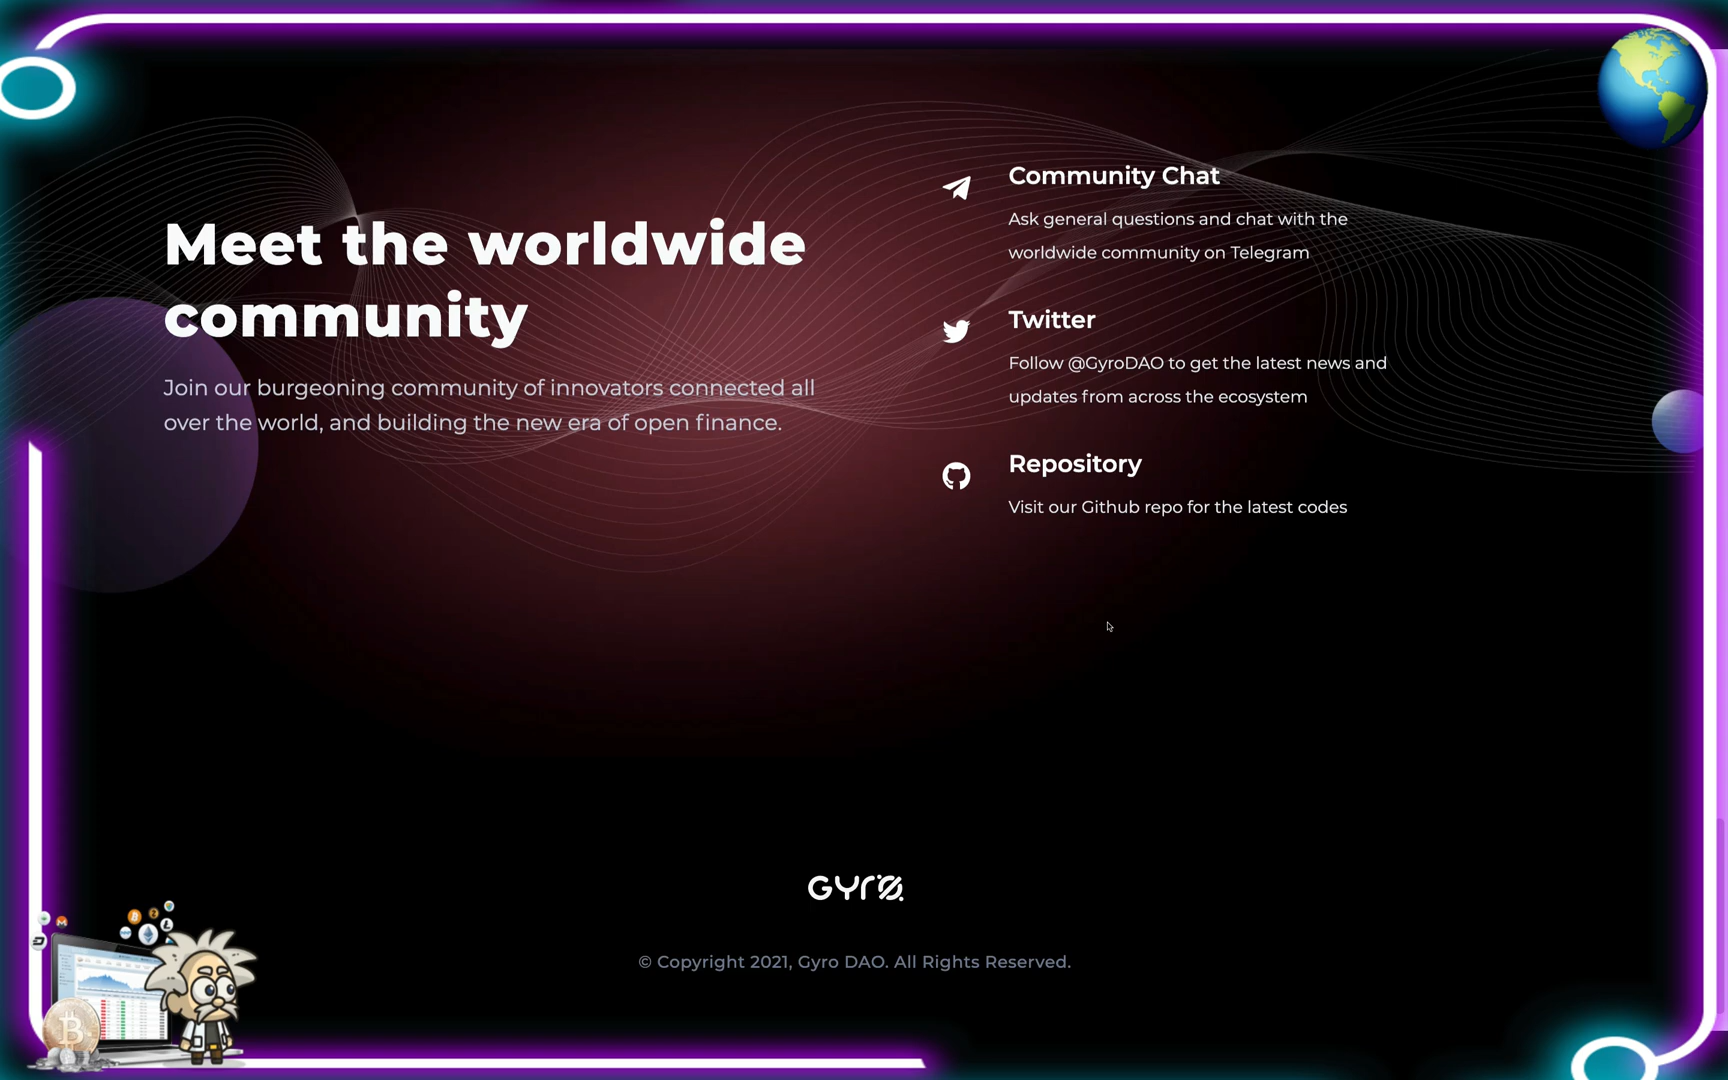 Meet the worldwide
community
Join our burgeoning community of innovators connected all
over the world, and building the new era of open finance.
Community Chat
Ask general questions and chat with the
worldwide community on Telegram
Twitter
Follow @GyroDAO to get the latest news and
updates from across the ecosystem
Repository
Visit our Github repo for the latest codes
GYRO
© Copyright 2021, Gyro DAO. All Rights Reserved.